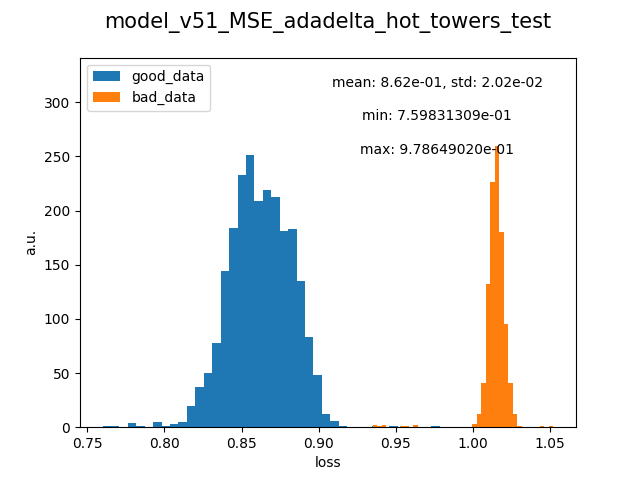 model_v51_MSE_adadelta_hot_towers_test
good_data
bad_data
mean: 8.62e-01, std: 2.02e-02
min: 7.59831309e-01
max: 9.78649020e-01
300
250
200
150
100
50
0
a.u.
0.75 0.80 0.85 0.90 0.95 1.00 1.05
loss